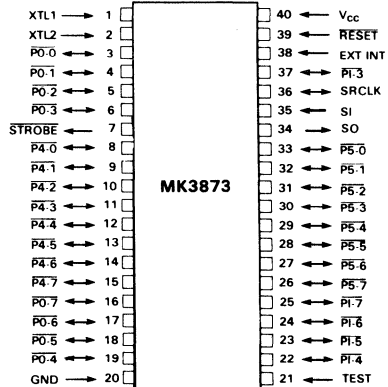 XTL1 1 40 Vcc
XTL2 2 39 RESET
P0-0 3 38 EXT INT
P0-1 4 37 P1-3
P0-2 5 36 SRCLK
P0-3 6 35 SI
STROBE 7 34 SO
P4-0 8 33 P5-0
P4-1 9 32 P5-1
P4-2 10 MK3873 31 P5-2
P4-3 11 30 P5-3
P4-4 12 29 P5-4
P4-5 13 28 P5-5
P4-6 14 27 P5-6
P4-7 15 26 P5-7
P0-7 16 25 P1-7
P0-6 17 24 P1-6
P0-5 18 23 P1-5
P0-4 19 22 P1-4
GND 20 21 TEST